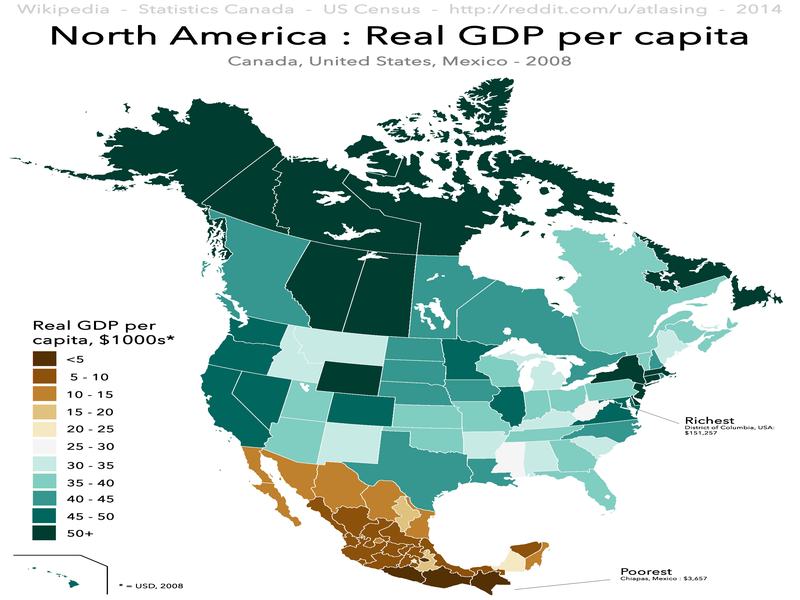 Wikipedia - Statistics Canada - US Census - http://reddit.com/u/atlasing - 2014
North America : Real GDP per capita
Canada, United States, Mexico - 2008
Real GDP per
capita, $1000s*
<5
5 - 10
10 - 15
15 - 20
20 - 25
25 - 30
30 - 35
35 - 40
40 - 45
45 - 50
50+
Richest
District of Columbia, USA:
$151,257
Poorest
Chiapas, Mexico : $3,657
* = USD, 2008